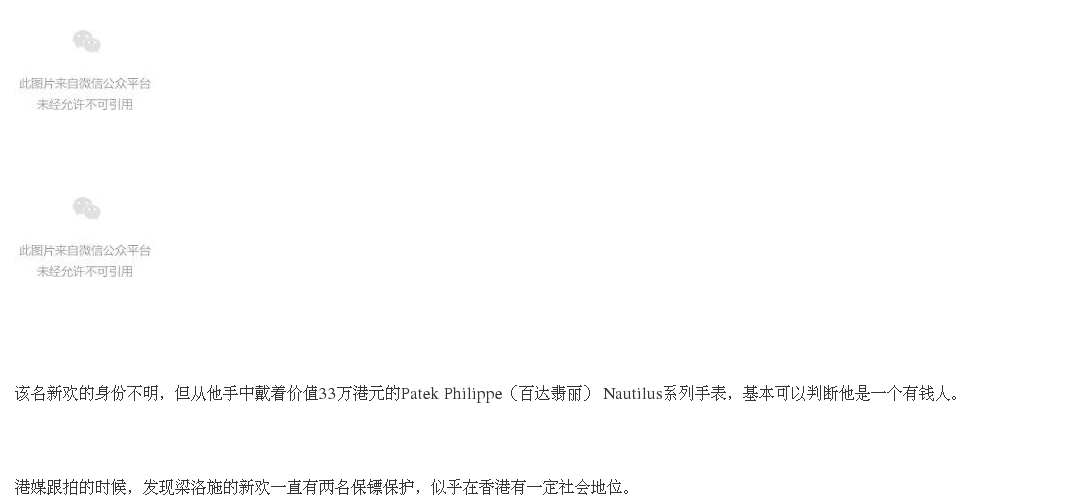 此图片来自微信公众平台
未经允许不可引用
此图片来自微信公众平台
未经允许不可引用
该名新欢的身份不明，但从他手中戴着价值33万港元的Patek Philippe（百达翡丽） Nautilus系列手表，基本可以判断他是一个有钱人。
港媒跟拍的时候，发现梁洛施的新欢一直有两名保镖保护，似乎在香港有一定社会地位。